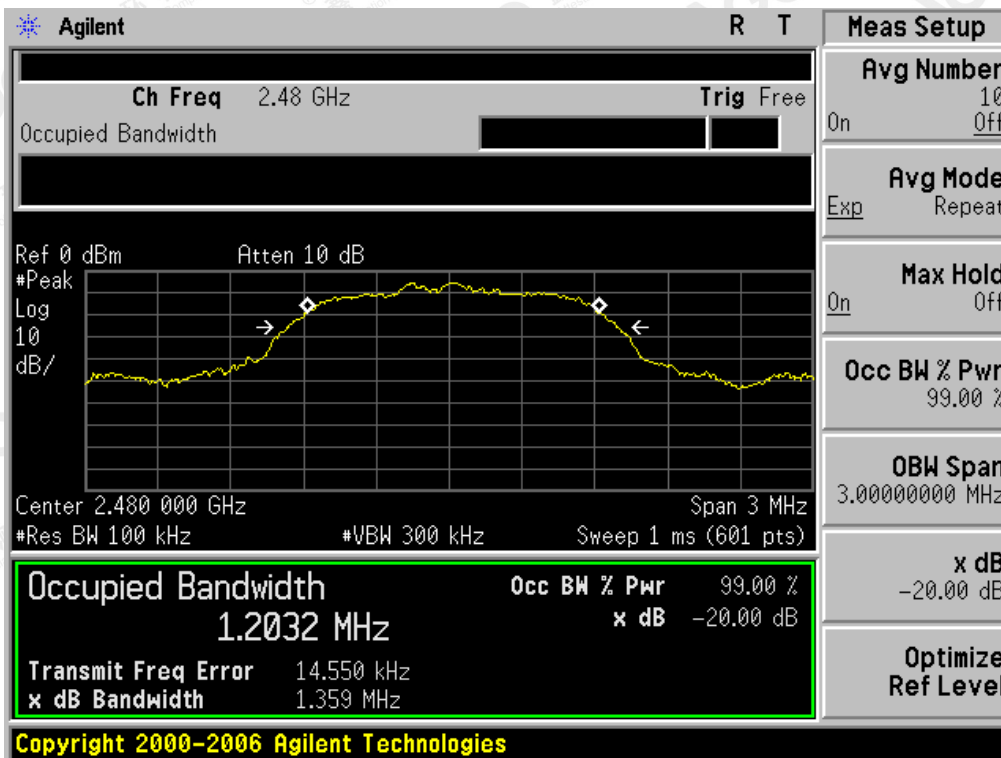 Agilent R T
Ch Freq 2.48 GHz Trig Free
Occupied Bandwidth
Ref 0 dBm Atten 10 dB
#Peak
Log
10
dB/
Center 2.480 000 GHz Span 3 MHz
#Res BW 100 kHz #VBW 300 kHz Sweep 1 ms (601 pts)
Occupied Bandwidth
1.2032 MHz
Occ BW % Pwr 99.00 %
x dB -20.00 dB
Transmit Freq Error 14.550 kHz
x dB Bandwidth 1.359 MHz
Copyright 2000-2006 Agilent Technologies
Meas Setup
Avg Number
10
On Off
Avg Mode
Exp Repeat
Max Hold
On Off
Occ BW % Pwr
99.00 %
OBW Span
3.00000000 MHz
x dB
-20.00 dB
Optimize
Ref Level